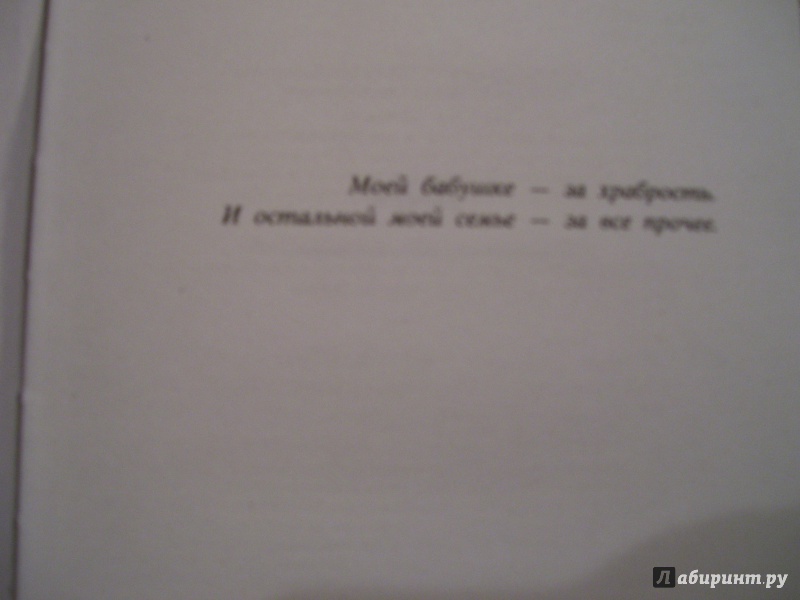 Моей бабушке — за храбрость.
И остальной моей семье — за все прочее.
Лабиринт.ру